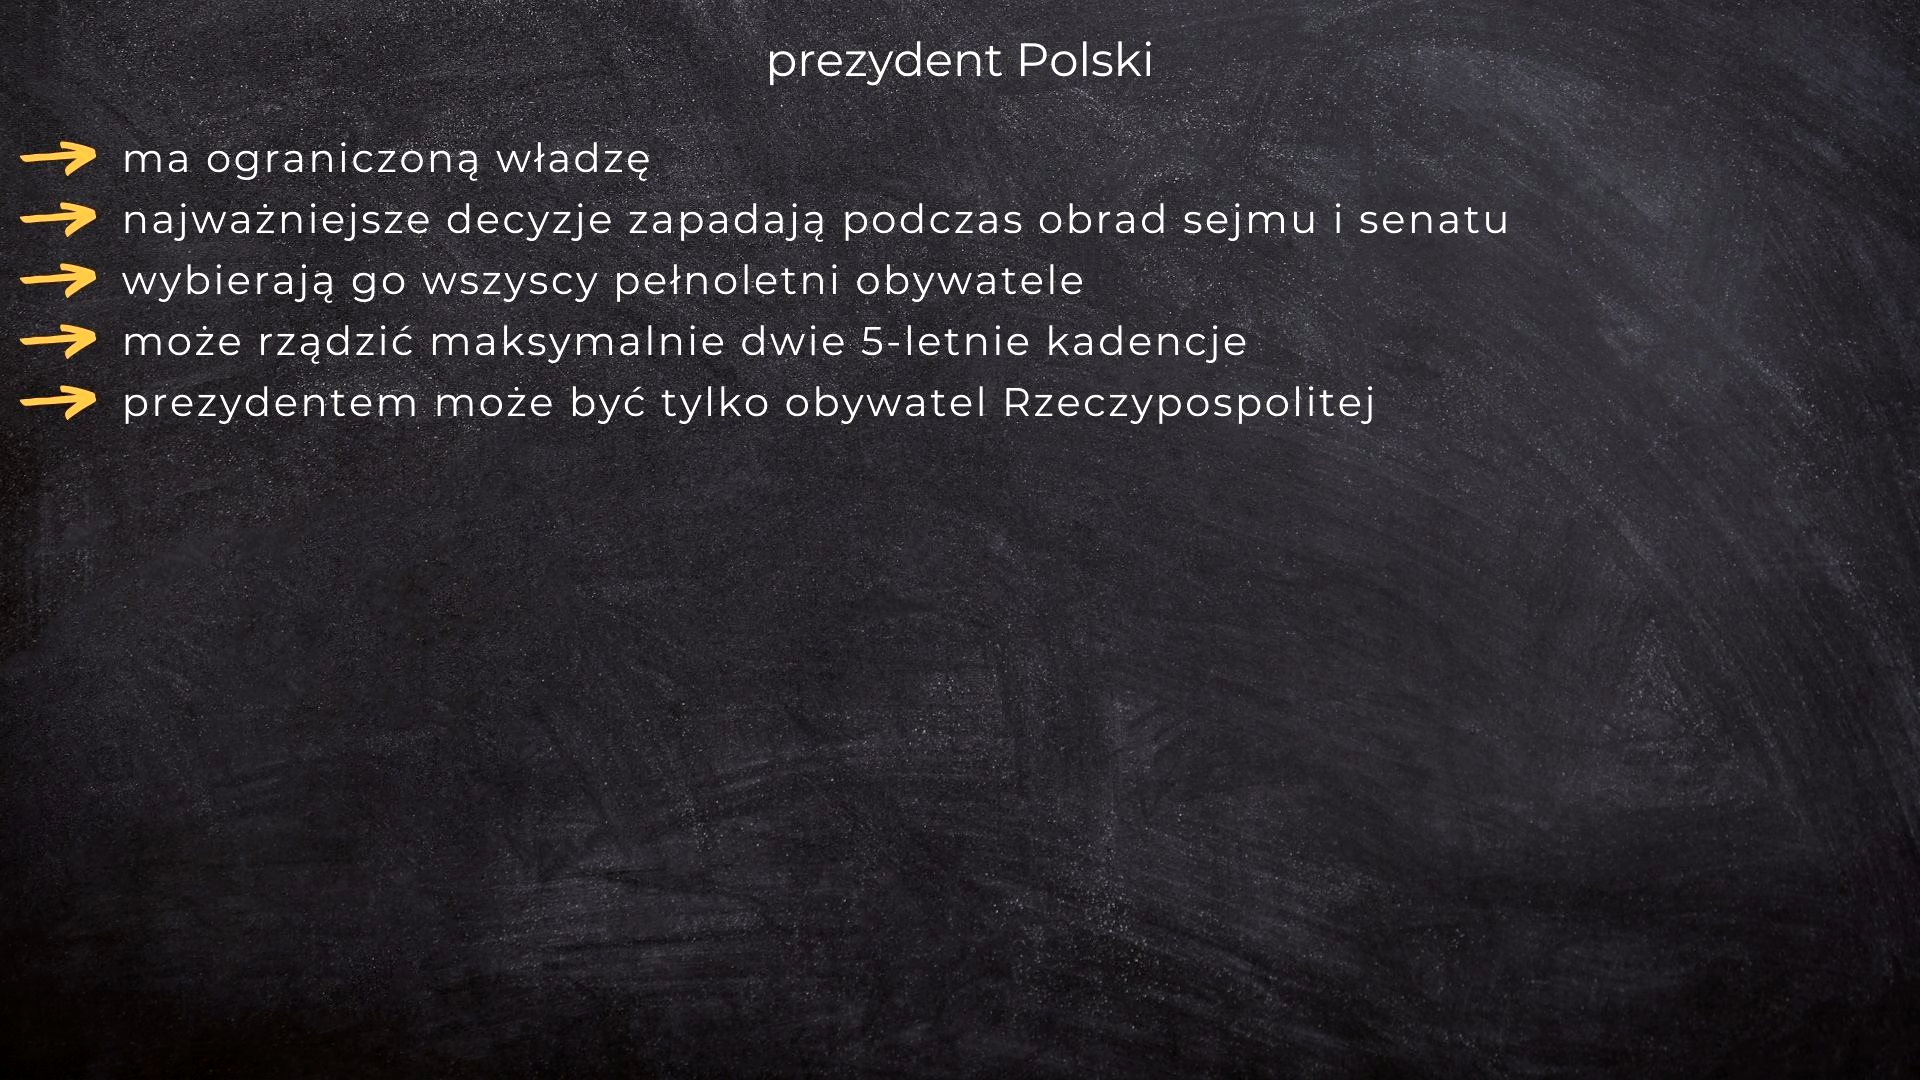 prezydent Polski
ma ograniczoną władzę
najważniejsze decyzje zapadają podczas obrad sejmu i senatu
wybierają go wszyscy pełnoletni obywatele
może rządzić maksymalnie dwie 5-letnie kadencje
prezydentem może być tylko obywatel Rzeczypospolitej